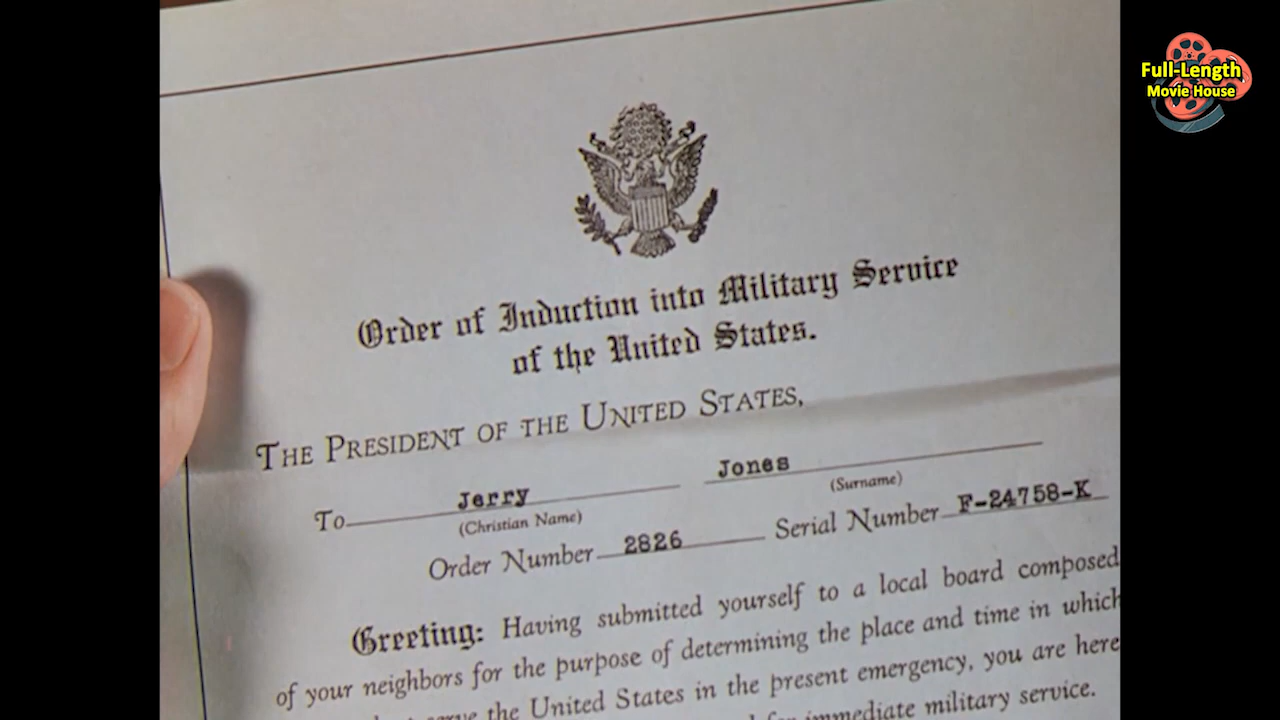 Full-Length
Movie House
Order of Induction into Military Service
of the United States.
THE PRESIDENT OF THE UNITED STATES,
To Jerry Jones
(Christian Name) (Surname)
Order Number 2826 Serial Number F-24758-K
Greeting: Having submitted yourself to a local board composed
of your neighbors for the purpose of determining the place and time in which
the United States in the present emergency, you are here
immediate military service.